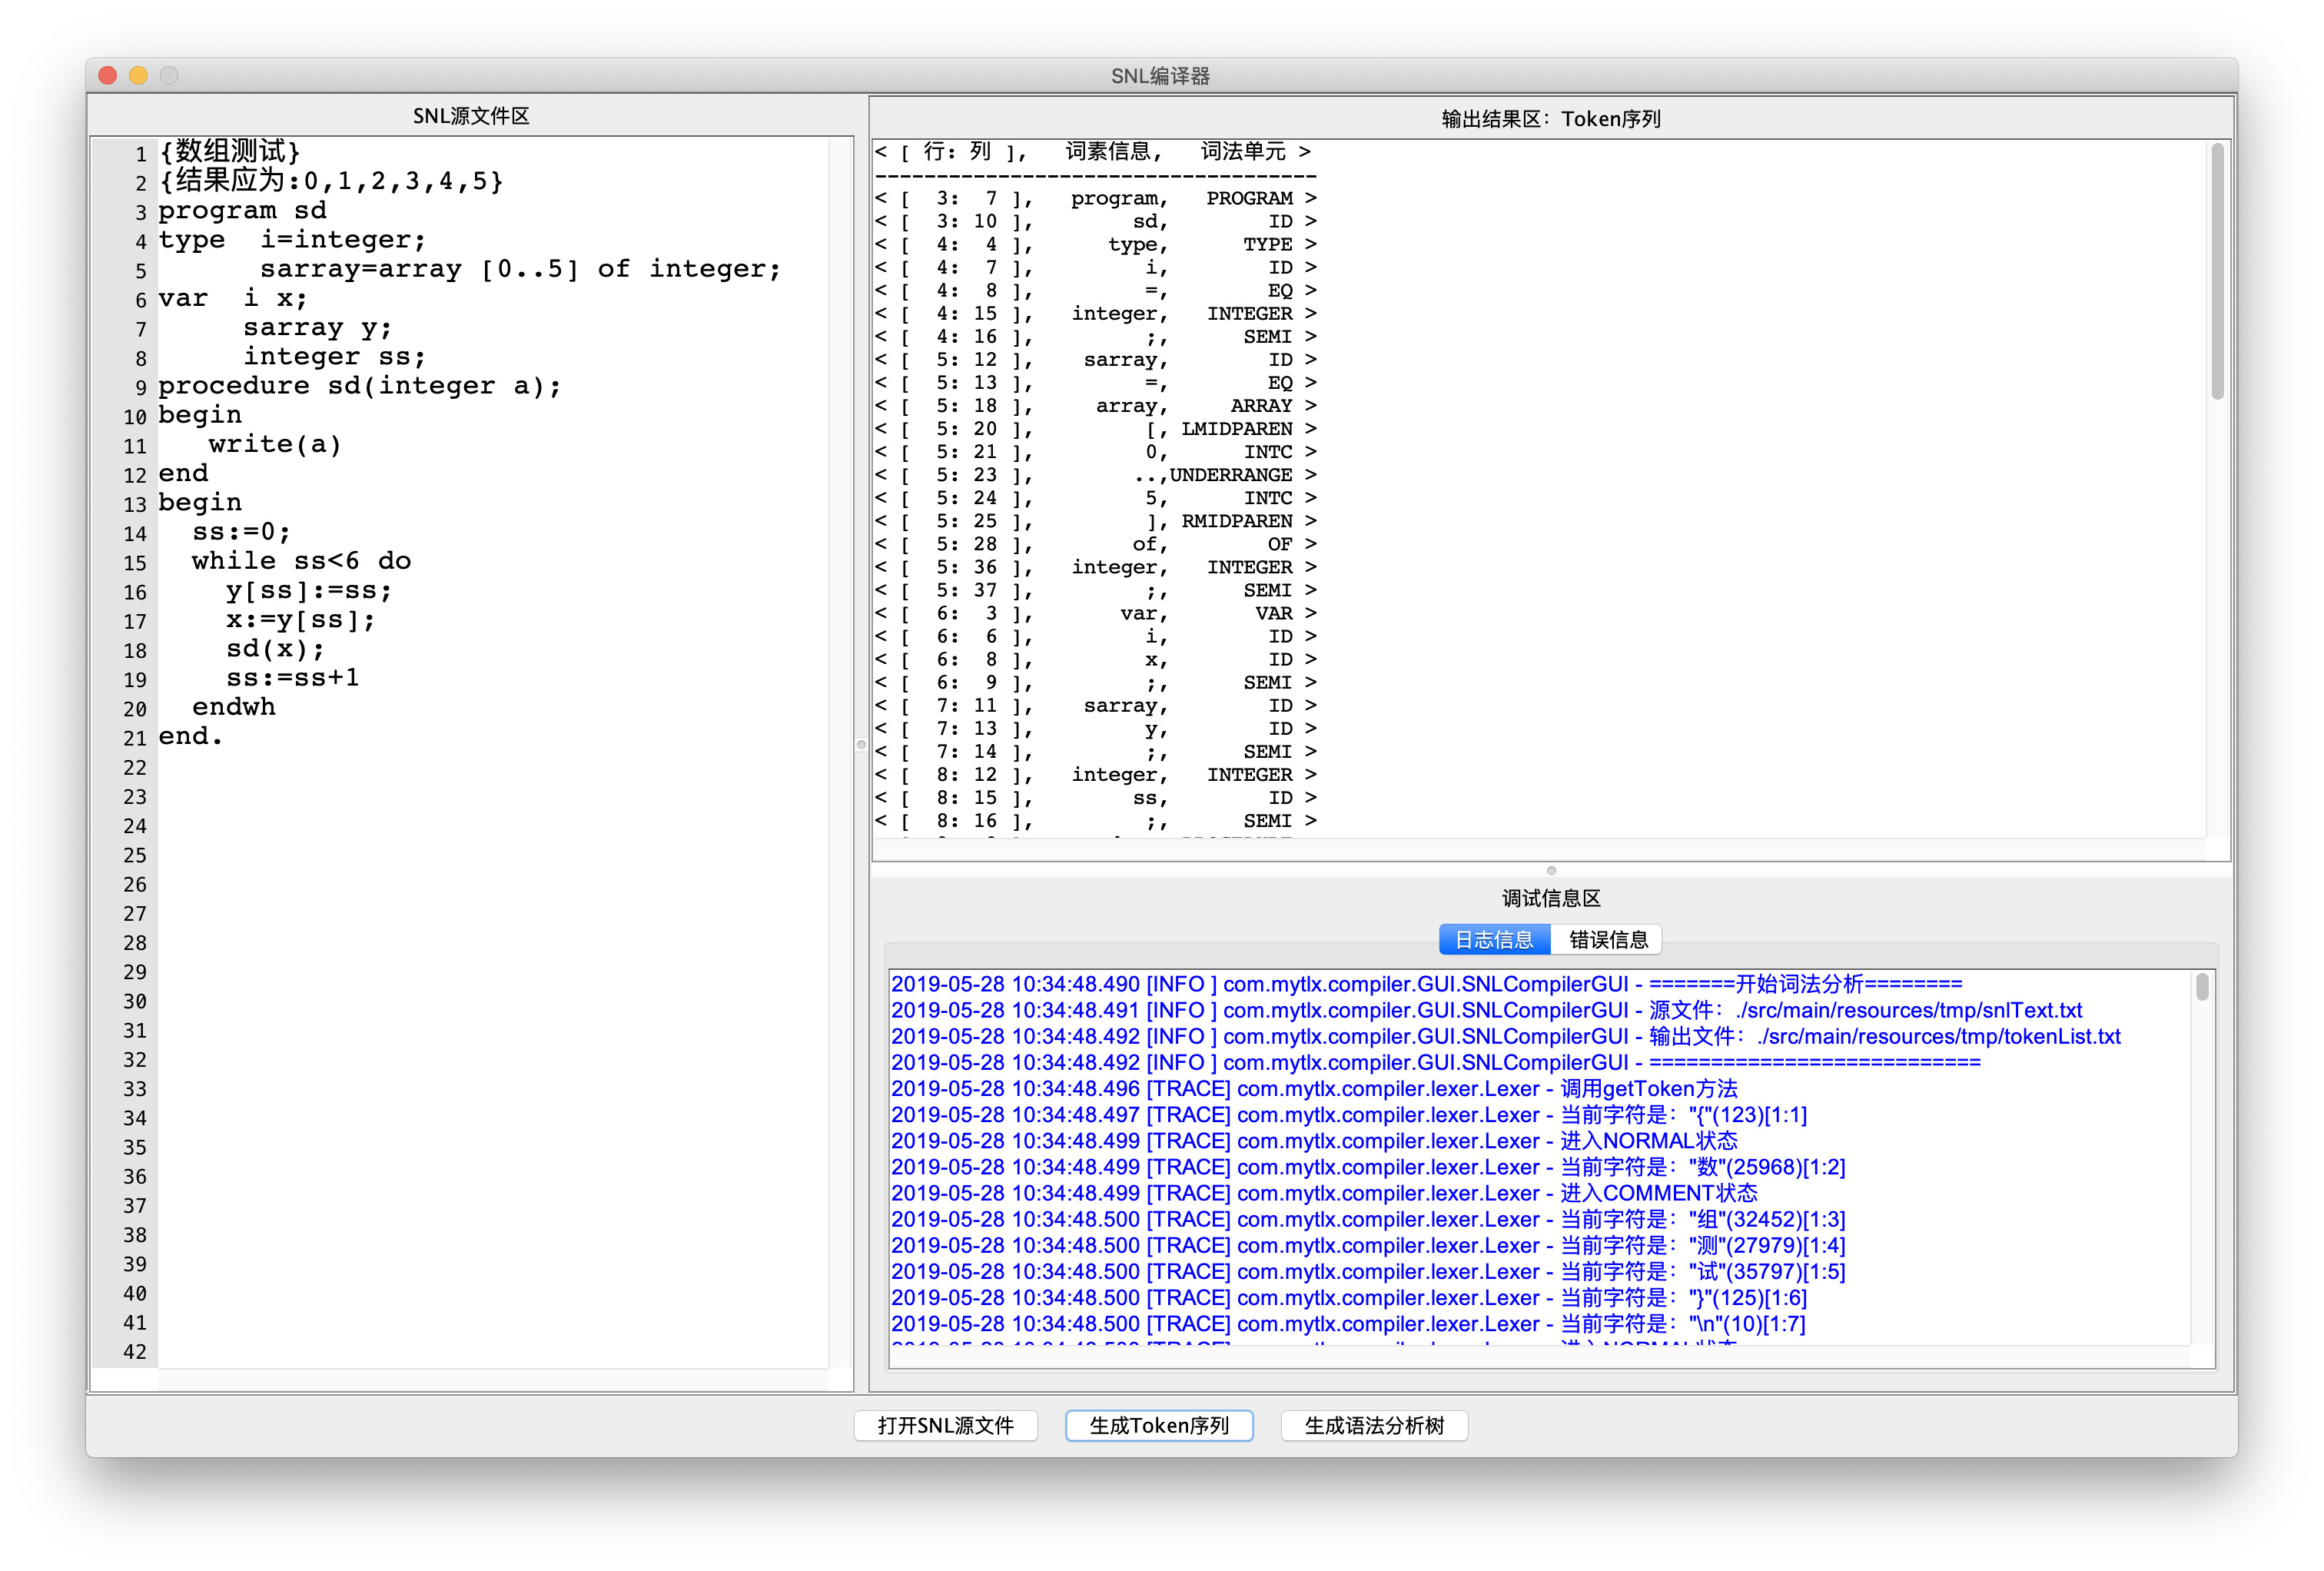 SNL编译器
SNL源文件区
1 {数组测试}
2 {结果应为:0,1,2,3,4,5}
3 program sd
4 type  i=integer;
5       sarray=array [0..5] of integer;
6 var  i x;
7      sarray y;
8      integer ss;
9 procedure sd(integer a);
10 begin
11    write(a)
12 end
13 begin
14   ss:=0;
15   while ss<6 do
16     y[ss]:=ss;
17     x:=y[ss];
18     sd(x);
19     ss:=ss+1
20   endwh
21 end.
22
23
24
25
26
27
28
29
30
31
32
33
34
35
36
37
38
39
40
41
42
输出结果区：Token序列
< [ 行：列 ],   词素信息,   词法单元 >
------------------------------------
< [  3:  7 ],   program,   PROGRAM >
< [  3: 10 ],        sd,        ID >
< [  4:  4 ],      type,      TYPE >
< [  4:  7 ],         i,        ID >
< [  4:  8 ],         =,        EQ >
< [  4: 15 ],   integer,   INTEGER >
< [  4: 16 ],         ;,      SEMI >
< [  5: 12 ],    sarray,        ID >
< [  5: 13 ],         =,        EQ >
< [  5: 18 ],     array,     ARRAY >
< [  5: 20 ],         [, LMIDPAREN >
< [  5: 21 ],         0,      INTC >
< [  5: 23 ],        ..,UNDERRANGE >
< [  5: 24 ],         5,      INTC >
< [  5: 25 ],         ], RMIDPAREN >
< [  5: 28 ],        of,        OF >
< [  5: 36 ],   integer,   INTEGER >
< [  5: 37 ],         ;,      SEMI >
< [  6:  3 ],       var,       VAR >
< [  6:  6 ],         i,        ID >
< [  6:  8 ],         x,        ID >
< [  6:  9 ],         ;,      SEMI >
< [  7: 11 ],    sarray,        ID >
< [  7: 13 ],         y,        ID >
< [  7: 14 ],         ;,      SEMI >
< [  8: 12 ],   integer,   INTEGER >
< [  8: 15 ],        ss,        ID >
< [  8: 16 ],         ;,      SEMI >
调试信息区
日志信息 错误信息
2019-05-28 10:34:48.490 [INFO ] com.mytlx.compiler.GUI.SNLCompilerGUI - =======开始词法分析========
2019-05-28 10:34:48.491 [INFO ] com.mytlx.compiler.GUI.SNLCompilerGUI - 源文件：./src/main/resources/tmp/snlText.txt
2019-05-28 10:34:48.492 [INFO ] com.mytlx.compiler.GUI.SNLCompilerGUI - 输出文件：./src/main/resources/tmp/tokenList.txt
2019-05-28 10:34:48.492 [INFO ] com.mytlx.compiler.GUI.SNLCompilerGUI - ===========================
2019-05-28 10:34:48.496 [TRACE] com.mytlx.compiler.lexer.Lexer - 调用getToken方法
2019-05-28 10:34:48.497 [TRACE] com.mytlx.compiler.lexer.Lexer - 当前字符是："{"(123)[1:1]
2019-05-28 10:34:48.499 [TRACE] com.mytlx.compiler.lexer.Lexer - 进入NORMAL状态
2019-05-28 10:34:48.499 [TRACE] com.mytlx.compiler.lexer.Lexer - 当前字符是："数"(25968)[1:2]
2019-05-28 10:34:48.499 [TRACE] com.mytlx.compiler.lexer.Lexer - 进入COMMENT状态
2019-05-28 10:34:48.500 [TRACE] com.mytlx.compiler.lexer.Lexer - 当前字符是："组"(32452)[1:3]
2019-05-28 10:34:48.500 [TRACE] com.mytlx.compiler.lexer.Lexer - 当前字符是："测"(27979)[1:4]
2019-05-28 10:34:48.500 [TRACE] com.mytlx.compiler.lexer.Lexer - 当前字符是："试"(35797)[1:5]
2019-05-28 10:34:48.500 [TRACE] com.mytlx.compiler.lexer.Lexer - 当前字符是："}"(125)[1:6]
2019-05-28 10:34:48.500 [TRACE] com.mytlx.compiler.lexer.Lexer - 当前字符是："\n"(10)[1:7]
打开SNL源文件 生成Token序列 生成语法分析树